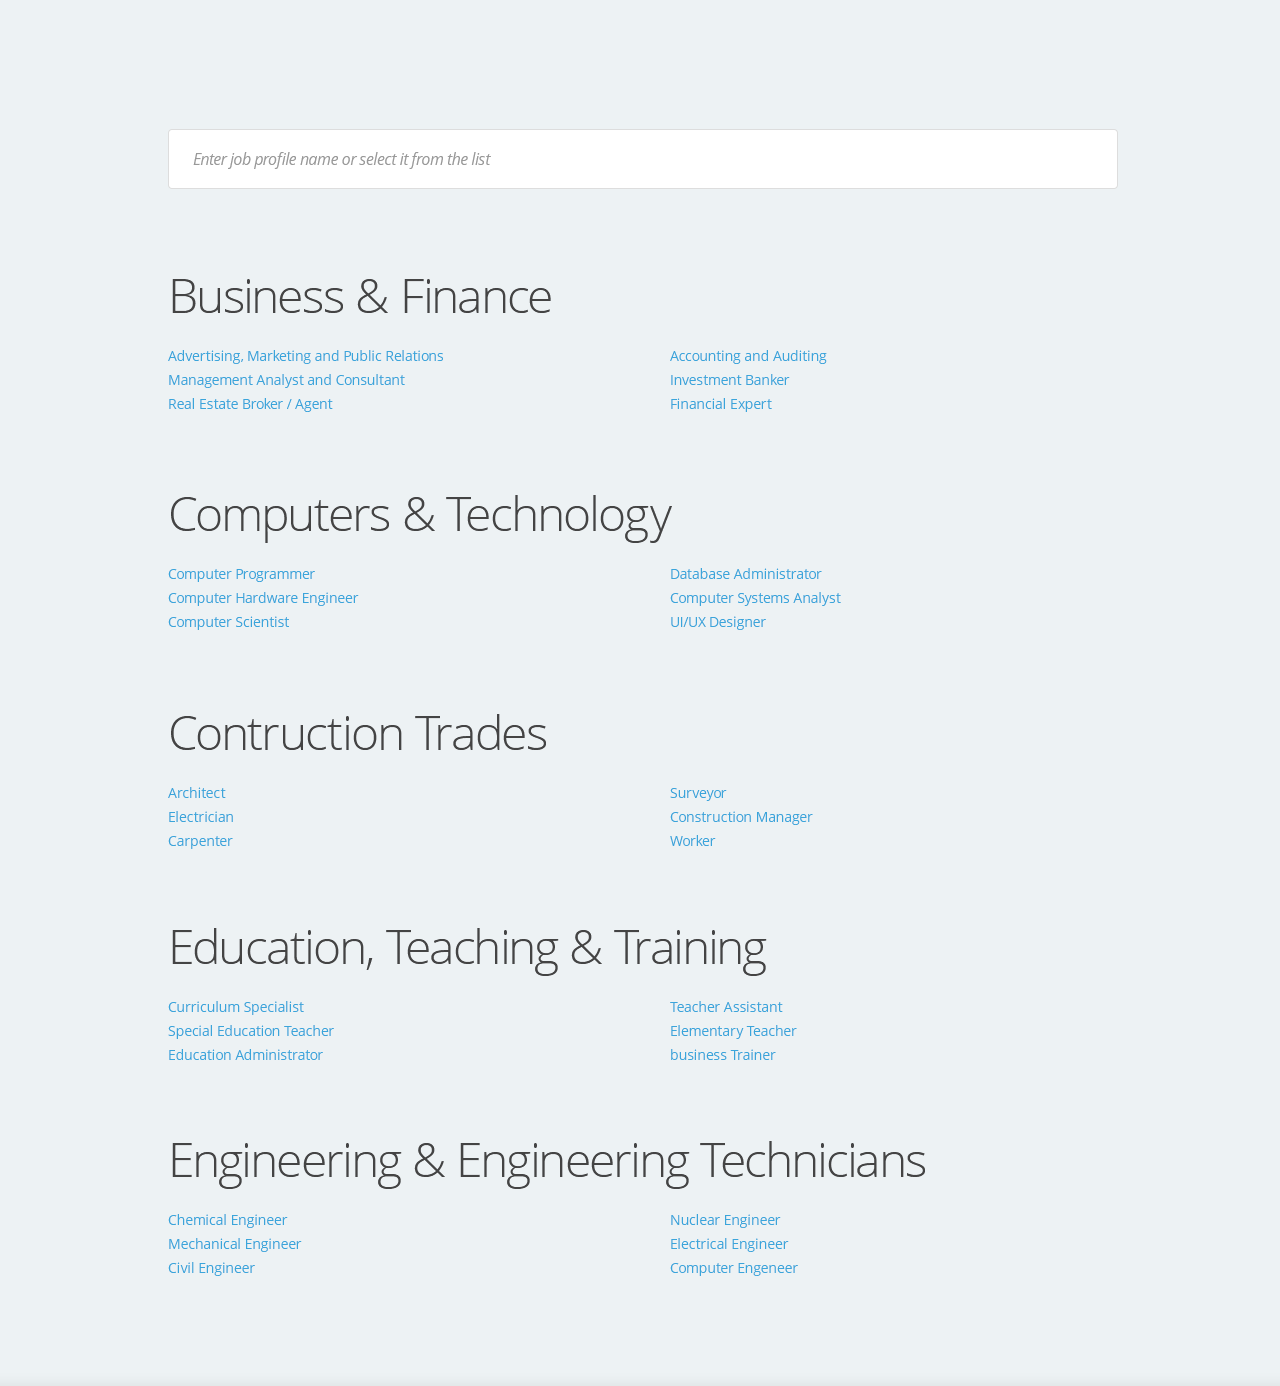 Enter job profile name or select it from the list
Business & Finance
Advertising, Marketing and Public Relations
Management Analyst and Consultant
Real Estate Broker / Agent
Accounting and Auditing
Investment Banker
Financial Expert
Computers & Technology
Computer Programmer
Computer Hardware Engineer
Computer Scientist
Database Administrator
Computer Systems Analyst
UI/UX Designer
Contruction Trades
Architect
Electrician
Carpenter
Surveyor
Construction Manager
Worker
Education, Teaching & Training
Curriculum Specialist
Special Education Teacher
Education Administrator
Teacher Assistant
Elementary Teacher
business Trainer
Engineering & Engineering Technicians
Chemical Engineer
Mechanical Engineer
Civil Engineer
Nuclear Engineer
Electrical Engineer
Computer Engeneer